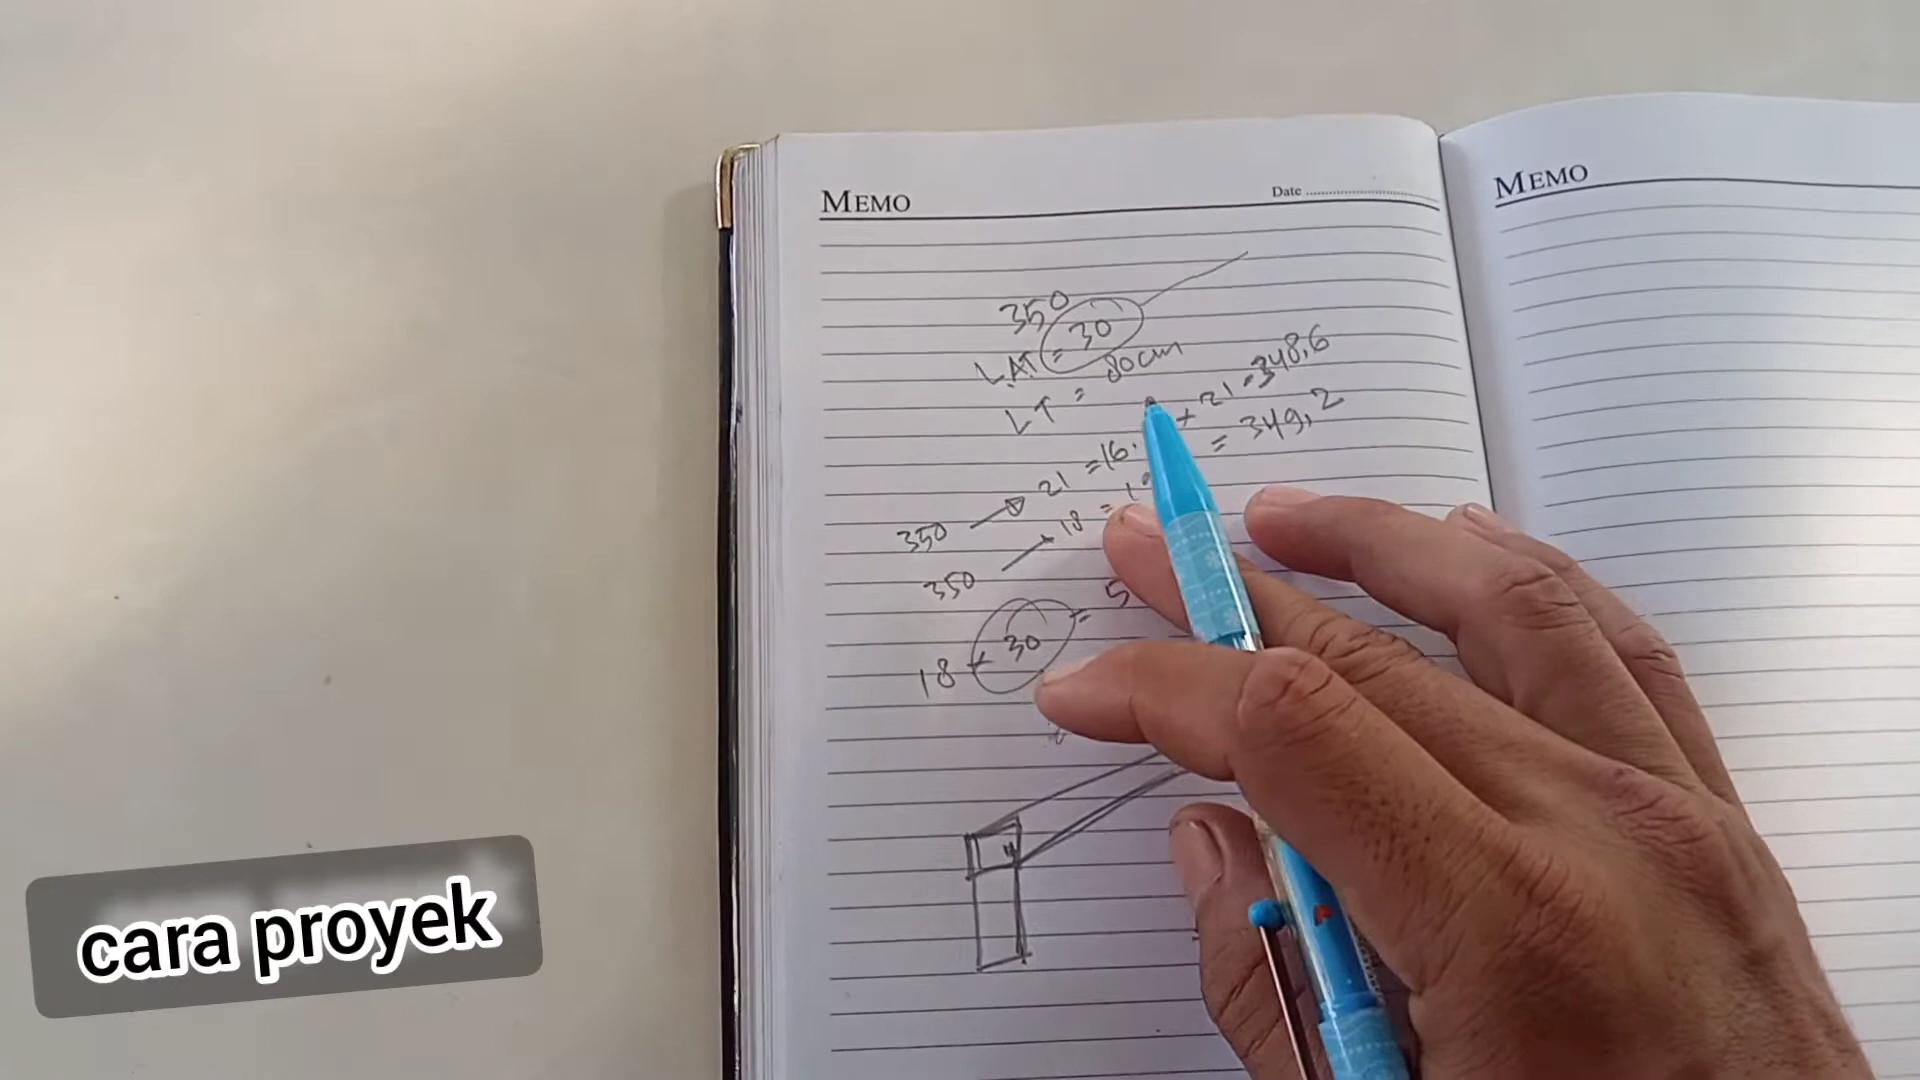 MEMO
Date
MEMO
350
LAT = 30
LT = 80cm
350 → 21 = 16. × 21 = 348,6
350 → 18 = = 349,2
18 + 30 = 5
cara proyek